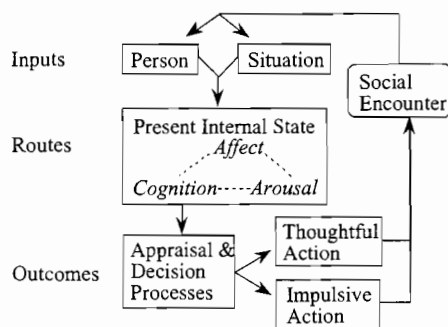 Inputs
Person
Situation
Social
Encounter
Routes
Present Internal State
Affect
Cognition
Arousal
Outcomes
Appraisal &
Decision
Processes
Thoughtful
Action
Impulsive
Action